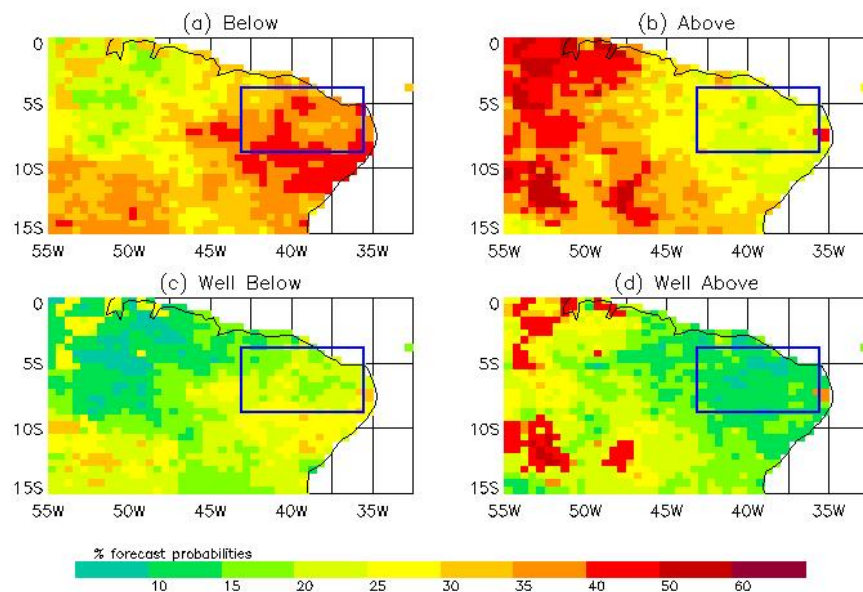 (a) Below
(b) Above
0
5S
10S
15S
55W 50W 45W 40W 35W
0
5S
10S
15S
55W 50W 45W 40W 35W
(c) Well Below
(d) Well Above
0
5S
10S
15S
55W 50W 45W 40W 35W
0
5S
10S
15S
55W 50W 45W 40W 35W
% forecast probabilities
10 15 20 25 30 35 40 50 60